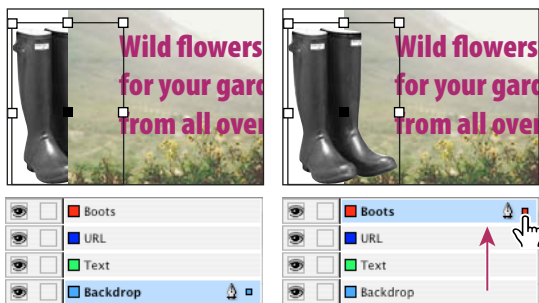 Wild flowers
for your gard
from all over
Boots
URL
Text
Backdrop
Wild flowers
for your gard
from all over
Boots
URL
Text
Backdrop